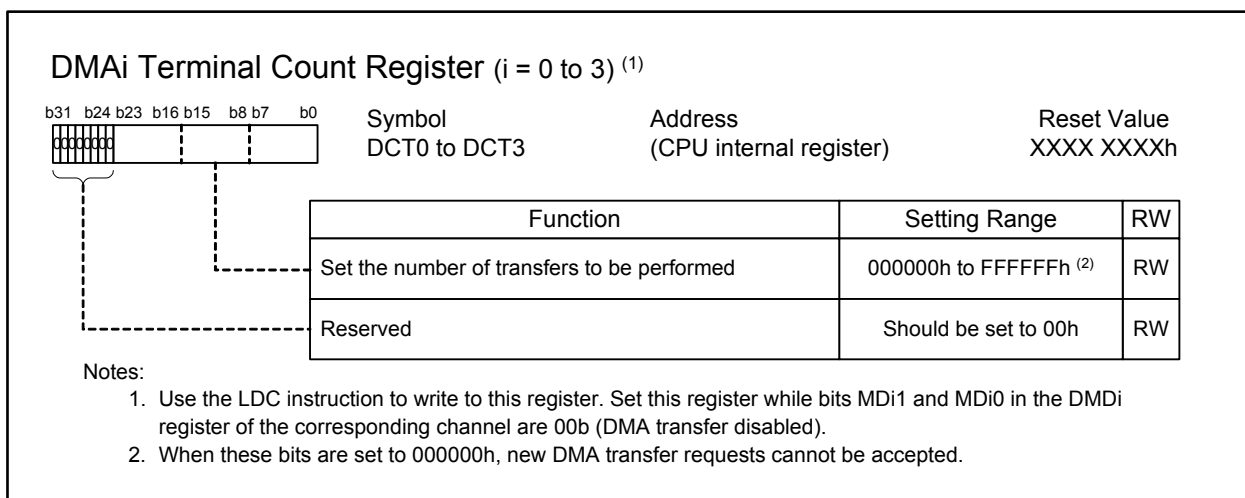 DMAi Terminal Count Register (i = 0 to 3) (1)
b31 b24 b23 b16 b15 b8 b7 b0
00000000
Symbol Address Reset Value
DCT0 to DCT3 (CPU internal register) XXXX XXXXh
Function Setting Range RW
Set the number of transfers to be performed 000000h to FFFFFFh (2) RW
Reserved Should be set to 00h RW
Notes:
1. Use the LDC instruction to write to this register. Set this register while bits MDi1 and MDi0 in the DMDi
register of the corresponding channel are 00b (DMA transfer disabled).
2. When these bits are set to 000000h, new DMA transfer requests cannot be accepted.